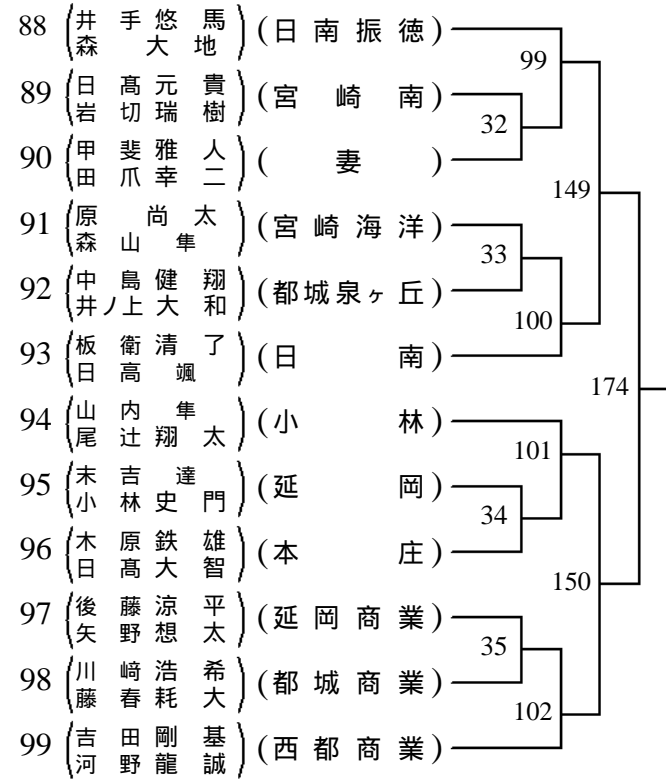 88 (井手悠馬 (日南振徳)
森大地)
99
89 (日髙元貴 (宮崎南)
岩切瑞樹)
32
90 (甲斐雅人 (妻)
田爪幸二)
149
91 (原尚太 (宮崎海洋)
森山隼)
33
92 (中島健翔 (都城泉ヶ丘)
井ノ上大和)
100
93 (板衛清了 (日南)
日高颯)
174
94 (山内隼 (小林)
尾辻翔太)
101
95 (末吉達 (延岡)
小林史門)
34
96 (木原鉄雄 (本庄)
日髙大智)
150
97 (後藤涼平 (延岡商業)
矢野想太)
35
98 (川﨑浩希 (都城商業)
藤春耗大)
102
99 (吉田剛基 (西都商業)
河野龍誠)